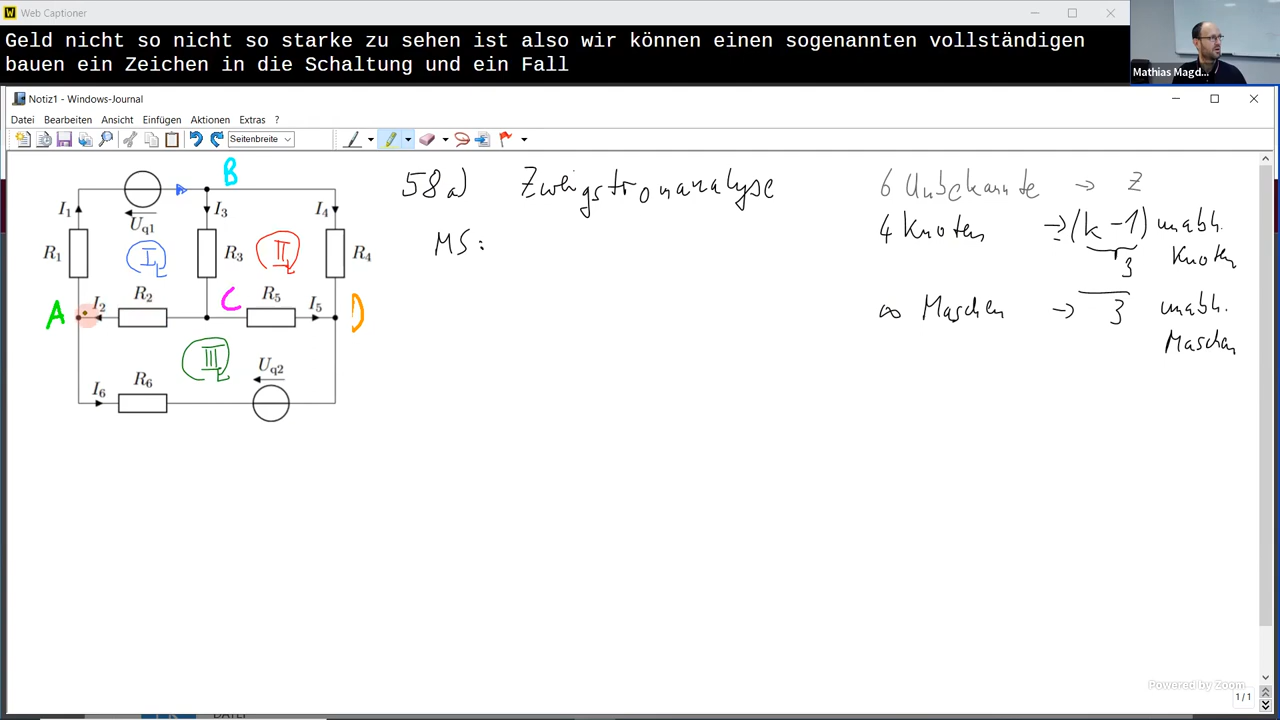 Web Captioner
Geld nicht so nicht so starke zu sehen ist also wir können einen sogenannten vollständigen
bauen ein Zeichen in die Schaltung und ein Fall
Mathias Magd...
Notiz1 - Windows-Journal
Datei Bearbeiten Ansicht Einfügen Aktionen Extras ?
Seitenbreite
B
I1
Uq1
I3
I4
R1
I
R3
II
R4
A
I2
R2
C
R5
I5
D
III
I6
R6
Uq2
58a) Zweigstromanalyse
MS:
6 Unbekannte → Z
4 Knoten → (k-1) unabh.
3 Knoten
∞ Maschen → 3 unabh.
Maschen
Powered by Zoom
1/1